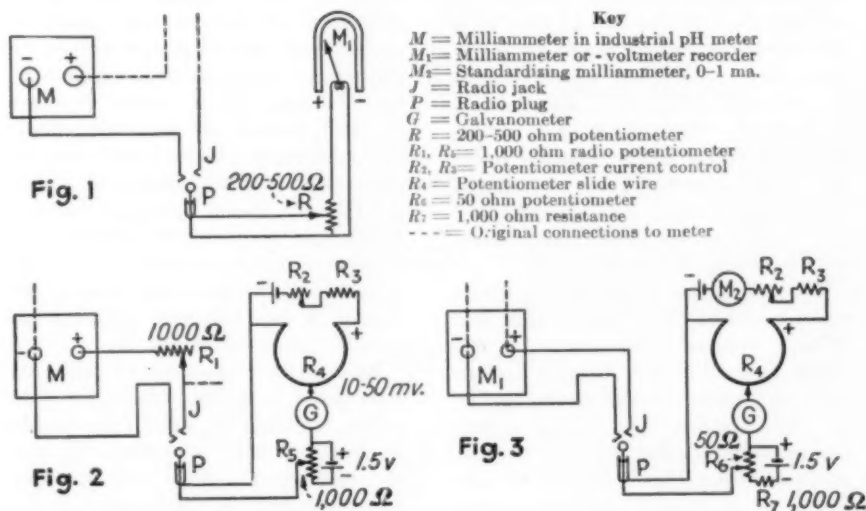 Key
M = Milliammeter in industrial pH meter
M₁ = Milliammeter or - voltmeter recorder
M₂ = Standardizing milliammeter, 0–1 ma.
J = Radio jack
P = Radio plug
G = Galvanometer
R = 200–500 ohm potentiometer
R₁, R₅ = 1,000 ohm radio potentiometer
R₂, R₃ = Potentiometer current control
R₄ = Potentiometer slide wire
R₆ = 50 ohm potentiometer
R₇ = 1,000 ohm resistance
- - - - = Original connections to meter
- +
M
M₁
+ -
J
P
200-500Ω
R
Fig. 1
- +
M
1000 Ω
R₁
J
P
- R₂ R₃
+
R₄
10-50 mv.
G
R₅
+
1.5v
-
1,000 Ω
Fig. 2
- +
M₁
J
P
- M₂ R₂ R₃
+
R₄
G
50Ω
R₆
+
1.5v
-
R₇ 1,000 Ω
Fig. 3